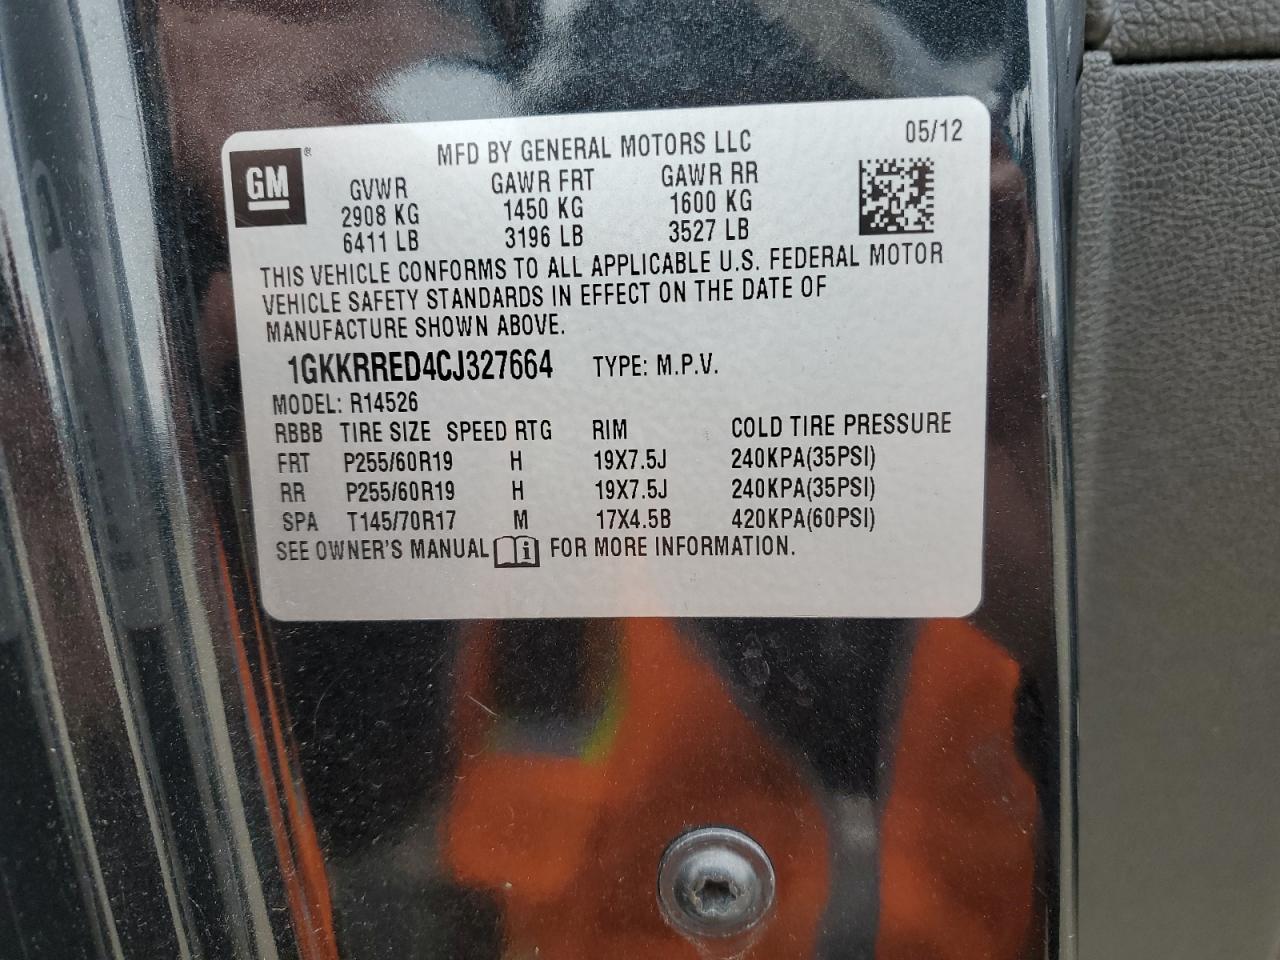 MFD BY GENERAL MOTORS LLC 05/12
GM®
GVWR GAWR FRT GAWR RR
2908 KG 1450 KG 1600 KG
6411 LB 3196 LB 3527 LB
THIS VEHICLE CONFORMS TO ALL APPLICABLE U.S. FEDERAL MOTOR
VEHICLE SAFETY STANDARDS IN EFFECT ON THE DATE OF
MANUFACTURE SHOWN ABOVE.
1GKKRRED4CJ327664 TYPE: M.P.V.
MODEL: R14526
RBBB TIRE SIZE SPEED RTG RIM COLD TIRE PRESSURE
FRT P255/60R19 H 19X7.5J 240KPA(35PSI)
RR P255/60R19 H 19X7.5J 240KPA(35PSI)
SPA T145/70R17 M 17X4.5B 420KPA(60PSI)
SEE OWNER'S MANUAL i FOR MORE INFORMATION.